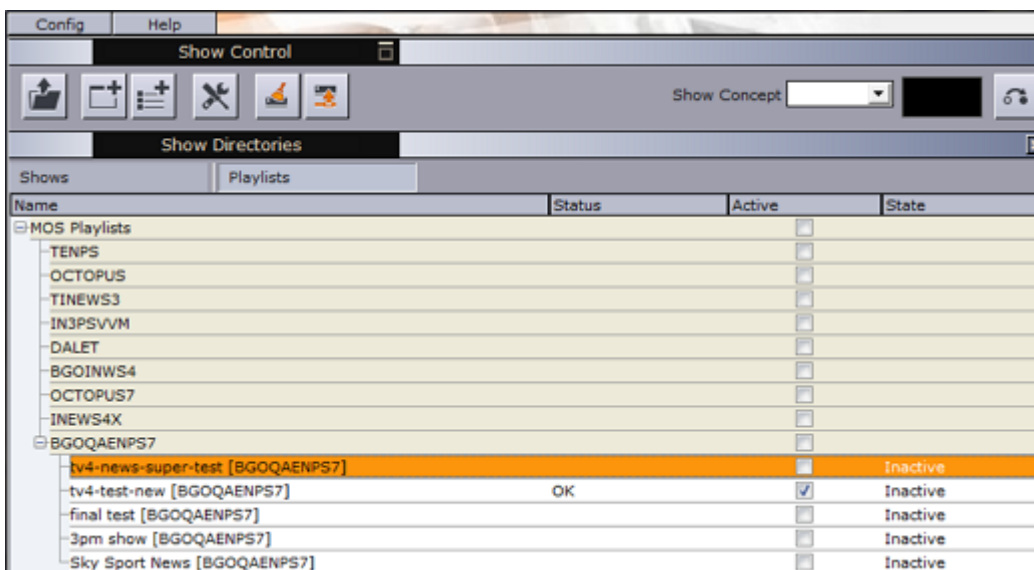 Config Help
Show Control
Show Concept
Show Directories
Shows Playlists
Name Status Active State
MOS Playlists
TENPS
OCTOPUS
TINEWS3
IN3PSVVM
DALET
BGOINWS4
OCTOPUS7
INEWS4X
BGOQAENPS7
tv4-news-super-test [BGOQAENPS7] Inactive
tv4-test-new [BGOQAENPS7] OK Inactive
final test [BGOQAENPS7] Inactive
3pm show [BGOQAENPS7] Inactive
Sky Sport News [BGOQAENPS7] Inactive